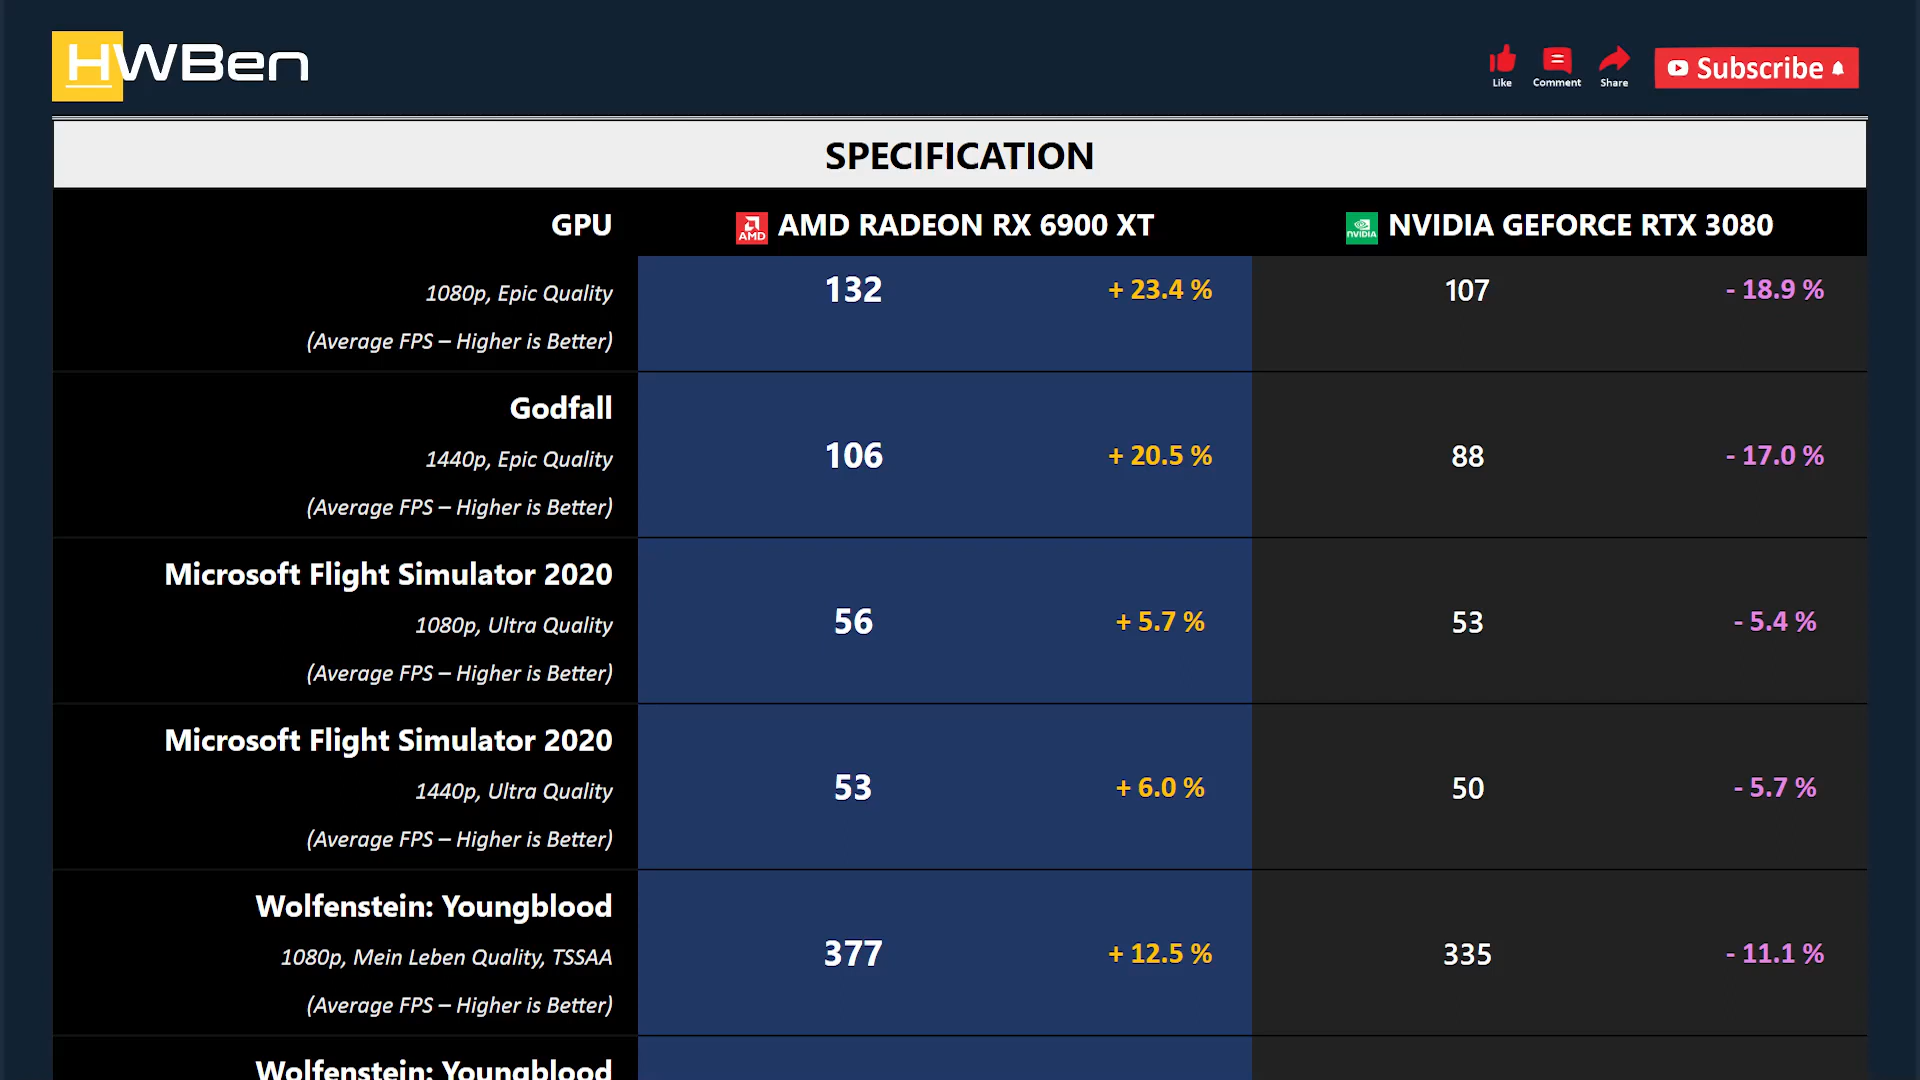 HWBen
Like
Comment
Share
Subscribe
SPECIFICATION
GPU
AMD
AMD RADEON RX 6900 XT
NVIDIA
NVIDIA GEFORCE RTX 3080
1080p, Epic Quality
(Average FPS – Higher is Better)
132
+ 23.4 %
107
- 18.9 %
Godfall
1440p, Epic Quality
(Average FPS – Higher is Better)
106
+ 20.5 %
88
- 17.0 %
Microsoft Flight Simulator 2020
1080p, Ultra Quality
(Average FPS – Higher is Better)
56
+ 5.7 %
53
- 5.4 %
Microsoft Flight Simulator 2020
1440p, Ultra Quality
(Average FPS – Higher is Better)
53
+ 6.0 %
50
- 5.7 %
Wolfenstein: Youngblood
1080p, Mein Leben Quality, TSSAA
(Average FPS – Higher is Better)
377
+ 12.5 %
335
- 11.1 %
Wolfenstein: Youngblood